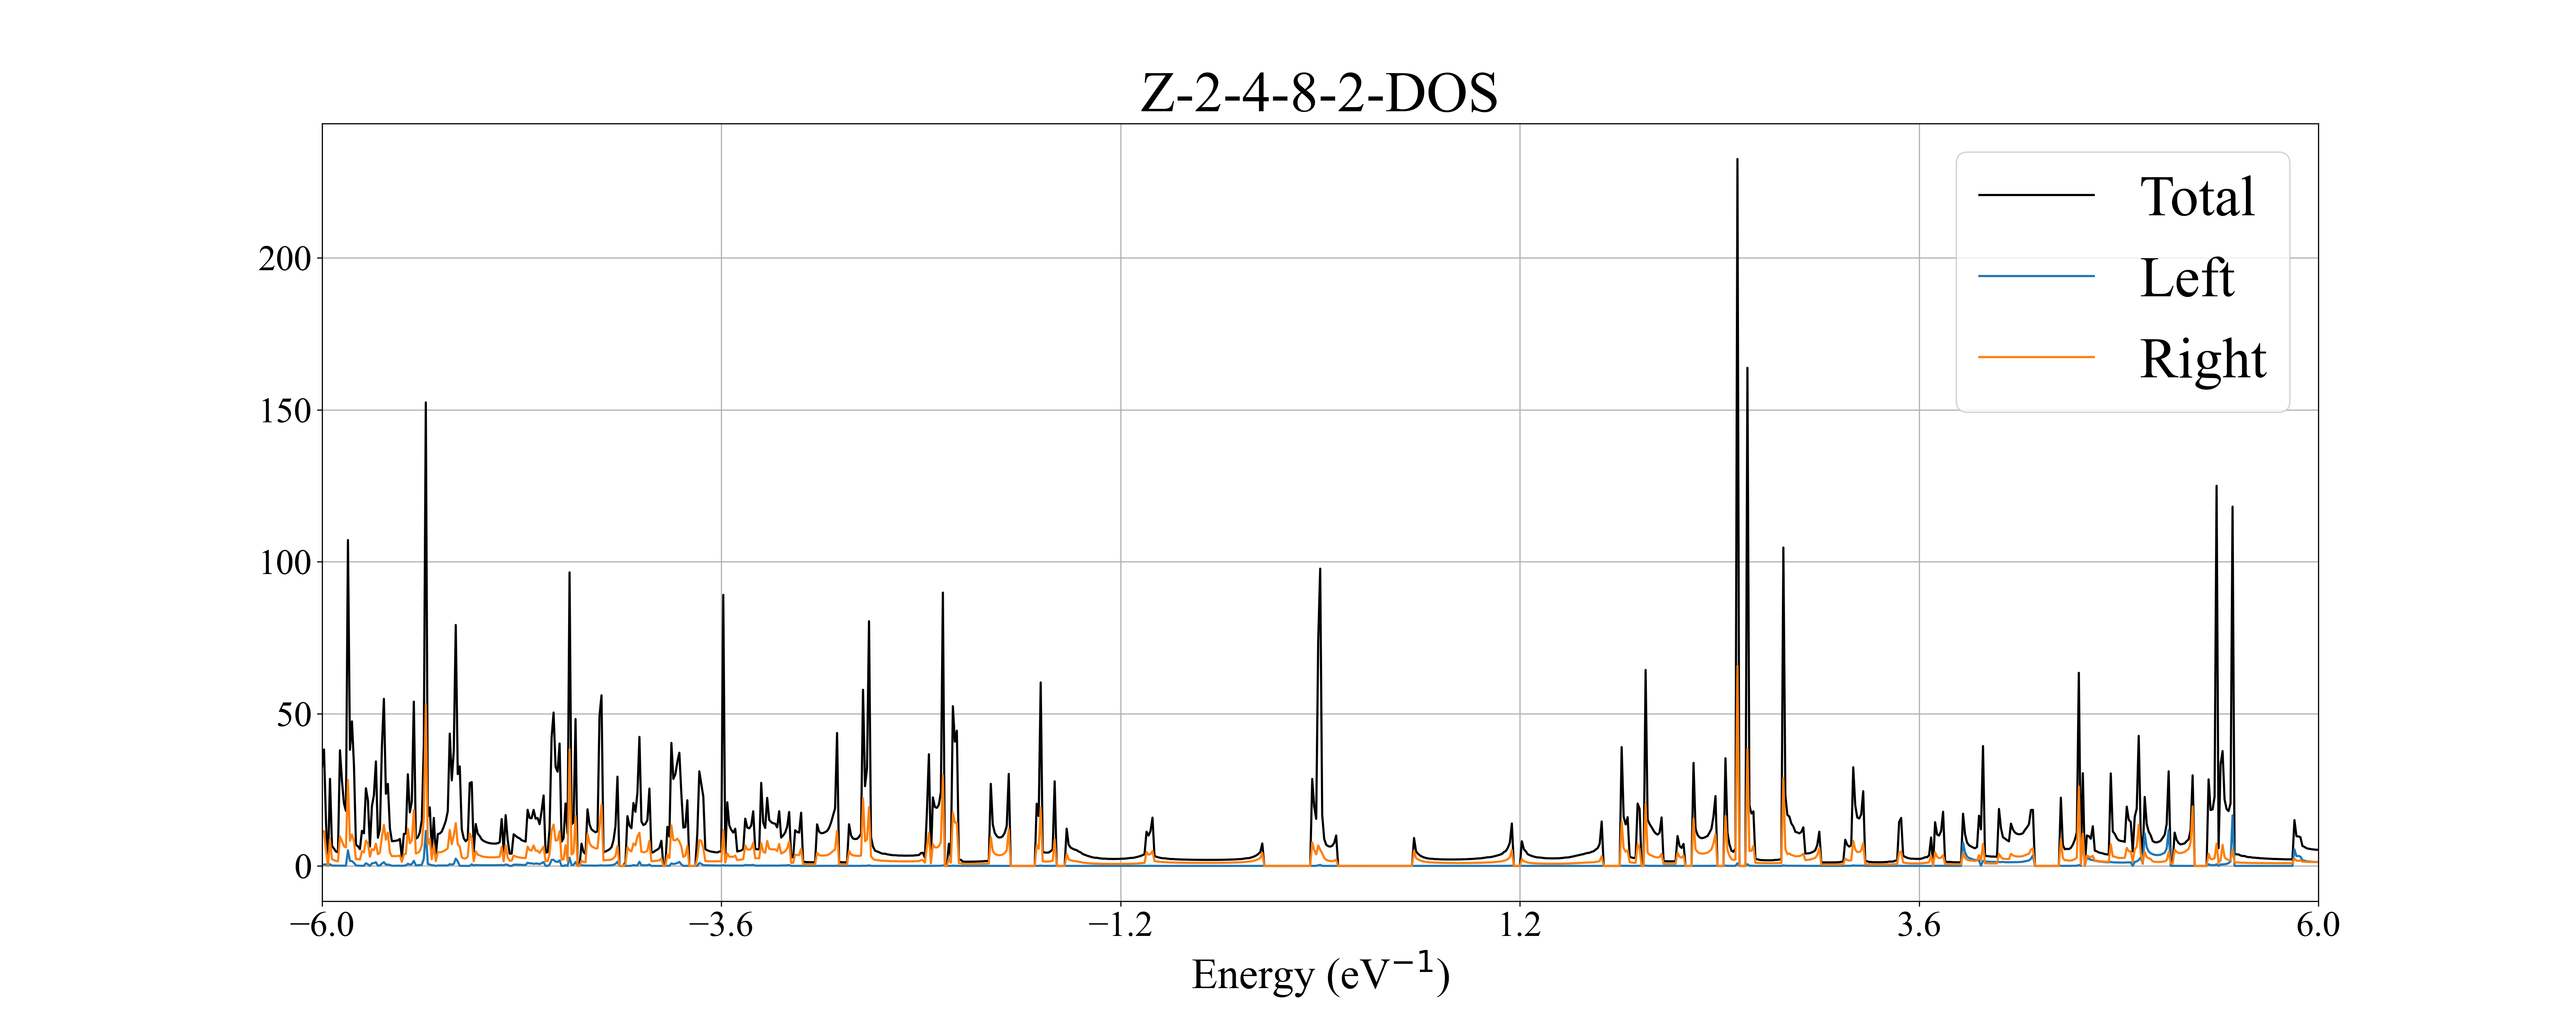 Z-2-4-8-2-DOS
Total
Left
Right
200
150
100
50
0
−6.0 −3.6 −1.2 1.2 3.6 6.0
Energy (eV⁻¹)